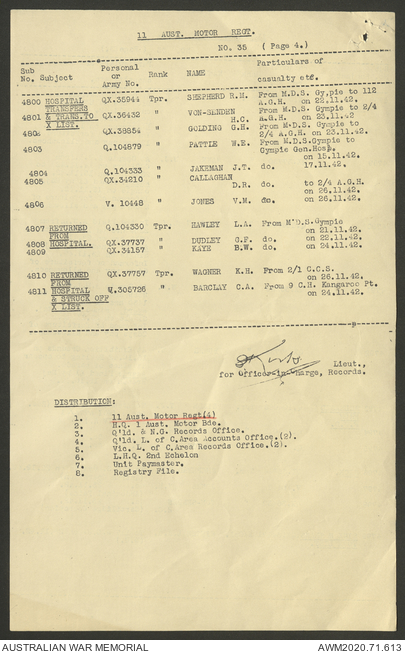 11 AUST. MOTOR REGT.
NO. 35 ( Page 4.)
Sub No. Subject Personal or Army No. Rank NAME Particulars of casualty etc.
4800 HOSPITAL QX.35944 Tpr. SHEPHERD R.M. From M.D.S. Gy,pie to 112
TRANSFERS A.G.H. on 22.11.42.
4801 & TRANS.TO QX.36432 " VON-SENDEN From M.D.S. Gympie to 2/4
X LIST. H.C. A.G.H. on 23.11.42
4802 QX.3854 " GOLDING G.H. From M.D.S. Gympie to
2/4 A.G.H. on 23.11.42.
4803 Q.104879 " PATTLE W.E. From M.D.S.Gympie to
Gympie Gen.Hosp.
on 15.11.42.
4804 Q.104333 " JAKEMAN J.T. do. 17.11.42.
4805 QX.34210 " CALLAGHAN
D.R. do. to 2/4 A.G.H.
on 26.11.42.
4806 V. 10448 " JONES V.M. do. on 26.11.42.
4807 RETURNED Q.104330 Tpr. HAWLEY L.A. From M'D.S.Gympie
FROM on 21.11.42.
4808 HOSPITAL. QX.37737 " DUDLEY G.F. do. on 22.11.42.
4809 QX.34157 " KAYE B.W. do. on 24.11.42.
4810 RETURNED QX.37757 Tpr. WAGNER K.H. From 2/1 C.C.S.
FROM on 26.11.42.
4811 HOSPITAL V.305726 " BARCLAY C.A. From 9 C.H. Kangaroo Pt.
& STRUCK OFF on 24.11.42.
X LIST.
Lieut.,
for Officer-in-Charge, Records.
DISTRIBUTION:
1. 11 Aust. Motor Regt(4)
2. H.Q. 1 Aust. Motor Bde.
3. Q'ld. & N.G. Records Office.
4. Q'ld. L. of C.Area Accounts Office.(2).
5. Vic. L. of C.Area Records Office.(2).
6. L.H.Q. 2nd Echelon
7. Unit Paymaster.
8. Registry File.
AUSTRALIAN WAR MEMORIAL AWM2020.71.613